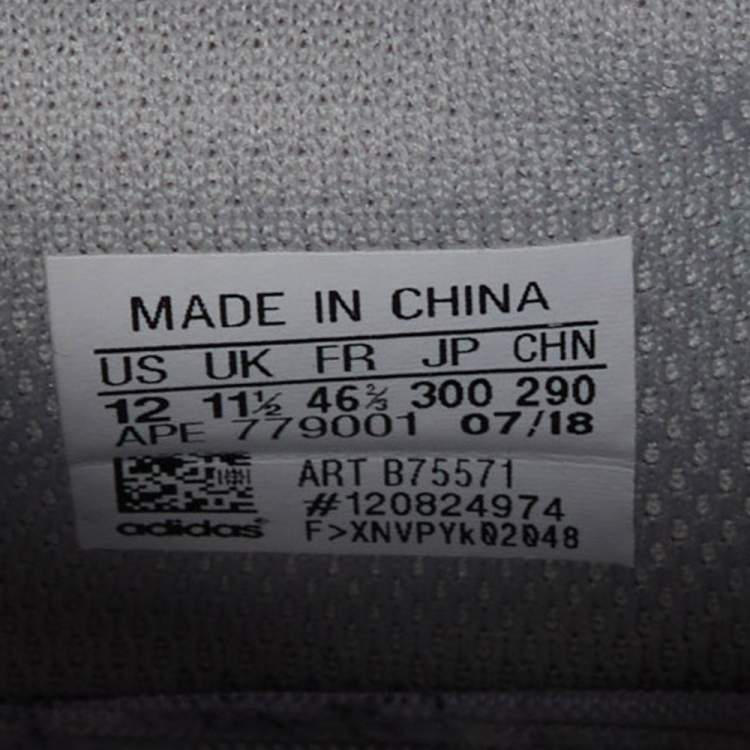 MADE IN CHINA
US UK FR JP CHN
12 11½ 46⅔ 300 290
APE 779001 07/18
ART B75571
#120824974
adidas F>XNVPYk02048